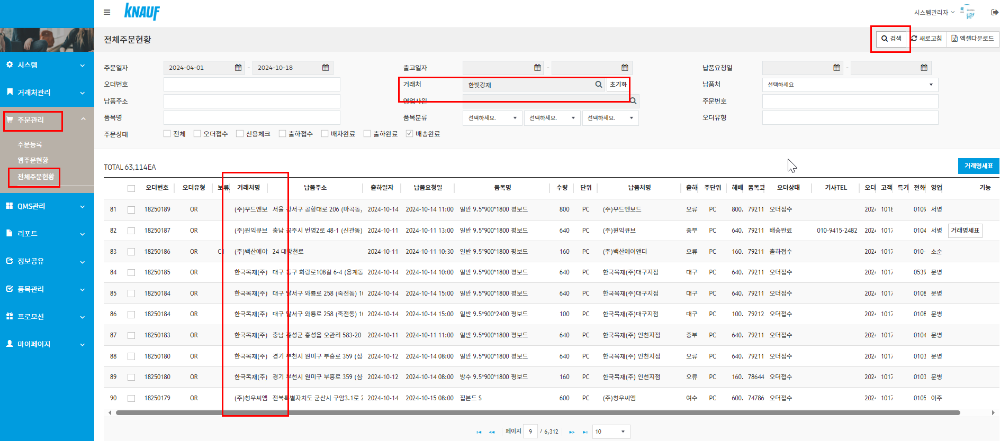 KNAUF
시스템관리자
전체주문현황
검색 새로고침 엑셀다운로드
시스템
거래처관리
주문관리
주문등록
웹주문현황
전체주문현황
QMS관리
리포트
정보공유
품목관리
프로모션
마이페이지
주문일자 2024-04-01 - 2024-10-18 출고일자 - 납품요청일 -
오더번호 거래처 한빛강재 초기화 납품처 선택하세요
납품주소 영업사원 주문번호
품목명 품목분류 선택하세요. 선택하세요. 선택하세요. 오더유형
주문상태 전체 오더접수 신용체크 출하접수 배차완료 출하완료 배송완료
TOTAL 63,114EA
거래명세표
오더번호 오더유형 보류 거래처명 납품주소 출하일자 납품요청일 품목명 수량 단위 납품처명 출하 주단위 헤베 품목코 오더상태 기사TEL 오더 고객 특기 전화 영업 기능
81 18250189 OR (주)우드엔보 서울 강서구 공항대로 206 (마곡동, 2024-10-14 2024-10-14 11:00 일반 9.5*900*1800 평보드 800 PC (주)우드엔보드 오류 PC 800. 79211 오더접수 2024 1018 0109 서병
82 18250187 OR (주)원익큐브 충남 공주시 번영2로 48-1 (신관동) 2024-10-11 2024-10-11 13:00 일반 9.5*900*1800 평보드 640 PC (주)원익큐브 중부 PC 640. 79211 배송완료 010-9415-2482 2024 1017 0104 서병 거래명세표
83 18250186 OR C1 (주)백산에이 24 대방천로 2024-10-11 2024-10-11 10:30 일반 9.5*900*1800 평보드 160 PC (주)백산에이앤디 오류 PC 160. 79211 출하접수 2024 1017 010- 소순
84 18250185 OR 한국목재(주) 대구 동구 화랑로108길 6-4 (용계동 2024-10-14 2024-10-14 10:00 일반 9.5*900*1800 평보드 640 PC 한국목재(주)대구지점 대구 PC 640. 79211 오더접수 2024 1017 0539 문병
85 18250184 OR 한국목재(주) 대구 달서구 와룡로 258 (죽전동) 10 2024-10-14 2024-10-14 15:00 일반 9.5*900*1800 평보드 640 PC 한국목재(주)대구지점 대구 PC 640. 79211 오더접수 2024 1017 0108 문병
86 18250184 OR 한국목재(주) 대구 달서구 와룡로 258 (죽전동) 10 2024-10-14 2024-10-14 15:00 일반 9.5*900*2400 평보드 100 PC 한국목재(주)대구지점 대구 PC 100. 79212 오더접수 2024 1017 0108 문병
87 18250183 OR 한국목재(주) 충남 홍성군 홍성읍 오관리 583-20 2024-10-11 2024-10-11 11:00 일반 9.5*900*1800 평보드 640 PC 한국목재(주) 인천지점 중부 PC 640. 79211 오더접수 2024 1017 0104 문병
88 18250180 OR 한국목재(주) 경기 부천시 원미구 부흥로 359 (심 2024-10-12 2024-10-14 08:00 일반 9.5*900*1800 평보드 640 PC 한국목재(주) 인천지점 오류 PC 640. 79211 오더접수 2024 1017 0103 문병
89 18250180 OR 한국목재(주) 경기 부천시 원미구 부흥로 359 (심 2024-10-12 2024-10-14 08:00 방수 9.5*900*1800 평보드 160 PC 한국목재(주) 인천지점 오류 PC 160. 78644 오더접수 2024 1017 0103 문병
90 18250179 OR (주)청우씨엠 전북특별자치도 군산시 구암3.1로 2 2024-10-14 2024-10-15 08:00 집본드 S 600 PC (주)청우씨엠 여수 PC 600. 74786 오더접수 2024 1017 0105 이주
페이지 9 / 6,312 10